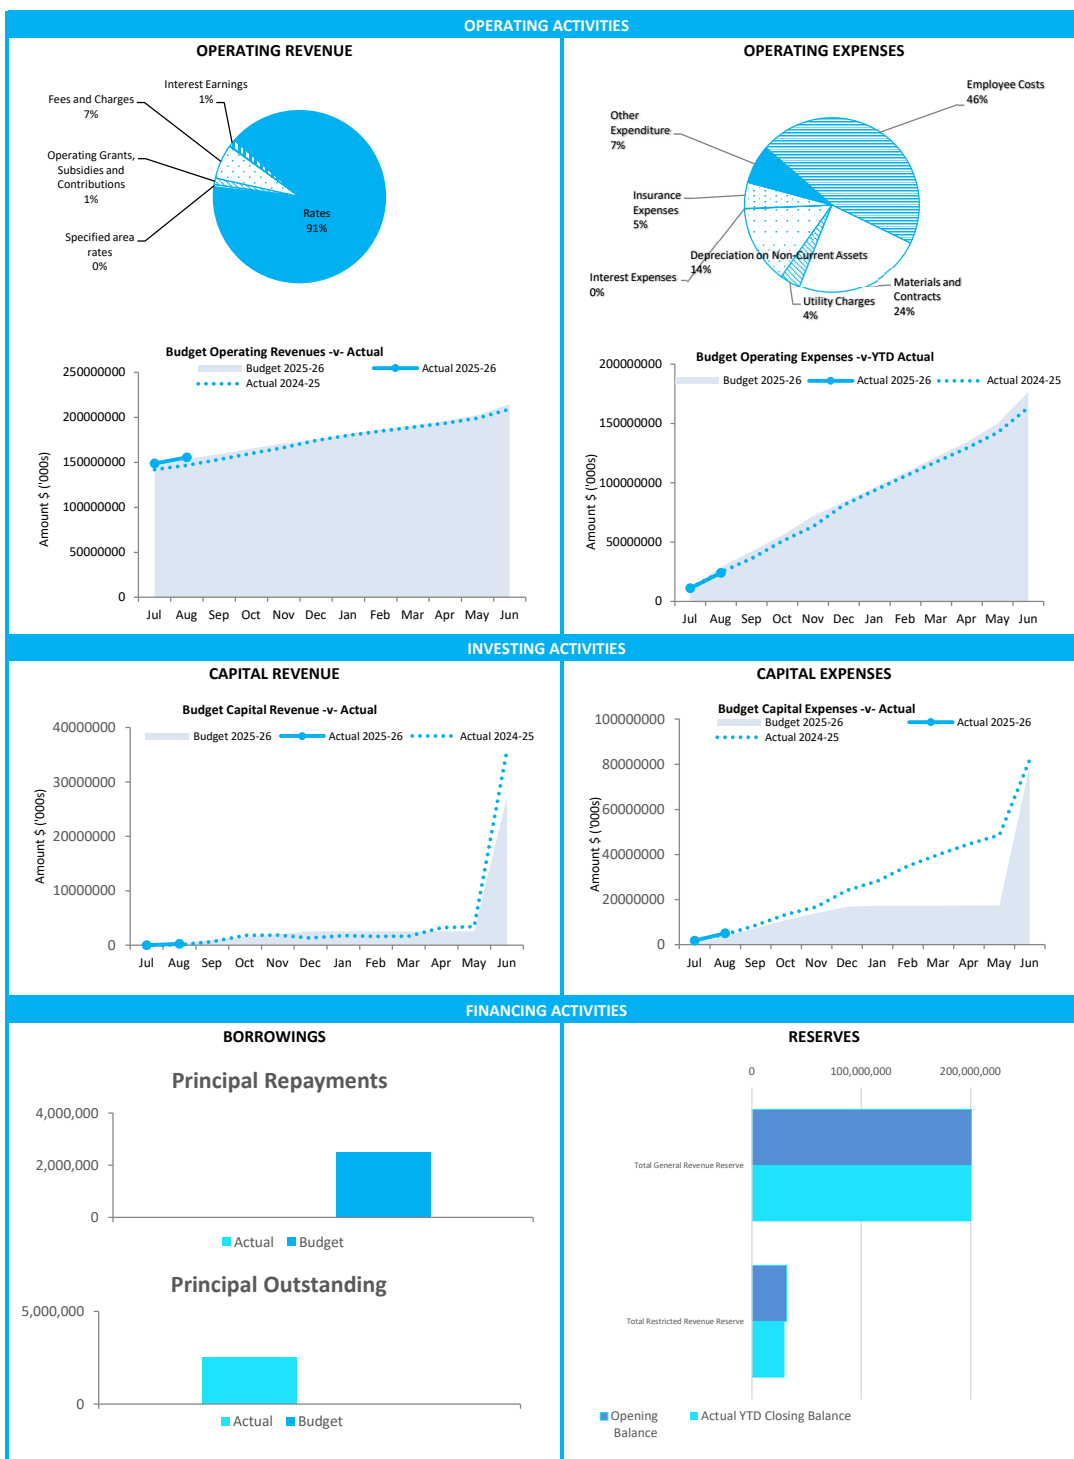 OPERATING ACTIVITIES
OPERATING REVENUE
Interest Earnings
1%
Fees and Charges
7%
Operating Grants,
Subsidies and
Contributions
1%
Specified area
rates
0%
Rates
91%
OPERATING EXPENSES
Employee Costs
46%
Other
Expenditure
7%
Insurance
Expenses
5%
Depreciation on Non-Current Assets
14%
Interest Expenses
0%
Utility Charges
4%
Materials and
Contracts
24%
Budget Operating Revenues -v- Actual
Budget 2025-26
Actual 2025-26
Actual 2024-25
Amount $ ('000s)
250000000
200000000
150000000
100000000
50000000
0
Jul Aug Sep Oct Nov Dec Jan Feb Mar Apr May Jun
Budget Operating Expenses -v-YTD Actual
Budget 2025-26
Actual 2025-26
Actual 2024-25
Amount $ ('000s)
200000000
150000000
100000000
50000000
0
Jul Aug Sep Oct Nov Dec Jan Feb Mar Apr May Jun
INVESTING ACTIVITIES
CAPITAL REVENUE
Budget Capital Revenue -v- Actual
Budget 2025-26
Actual 2025-26
Actual 2024-25
Amount $ ('000s)
40000000
30000000
20000000
10000000
0
Jul Aug Sep Oct Nov Dec Jan Feb Mar Apr May Jun
CAPITAL EXPENSES
Budget Capital Expenses -v- Actual
Budget 2025-26
Actual 2025-26
Actual 2024-25
Amount $ ('000s)
100000000
80000000
60000000
40000000
20000000
0
Jul Aug Sep Oct Nov Dec Jan Feb Mar Apr May Jun
FINANCING ACTIVITIES
BORROWINGS
Principal Repayments
4,000,000
2,000,000
0
Actual Budget
Principal Outstanding
5,000,000
0
Actual Budget
RESERVES
0 100,000,000 200,000,000
Total General Revenue Reserve
Total Restricted Revenue Reserve
Opening
Balance
Actual YTD Closing Balance